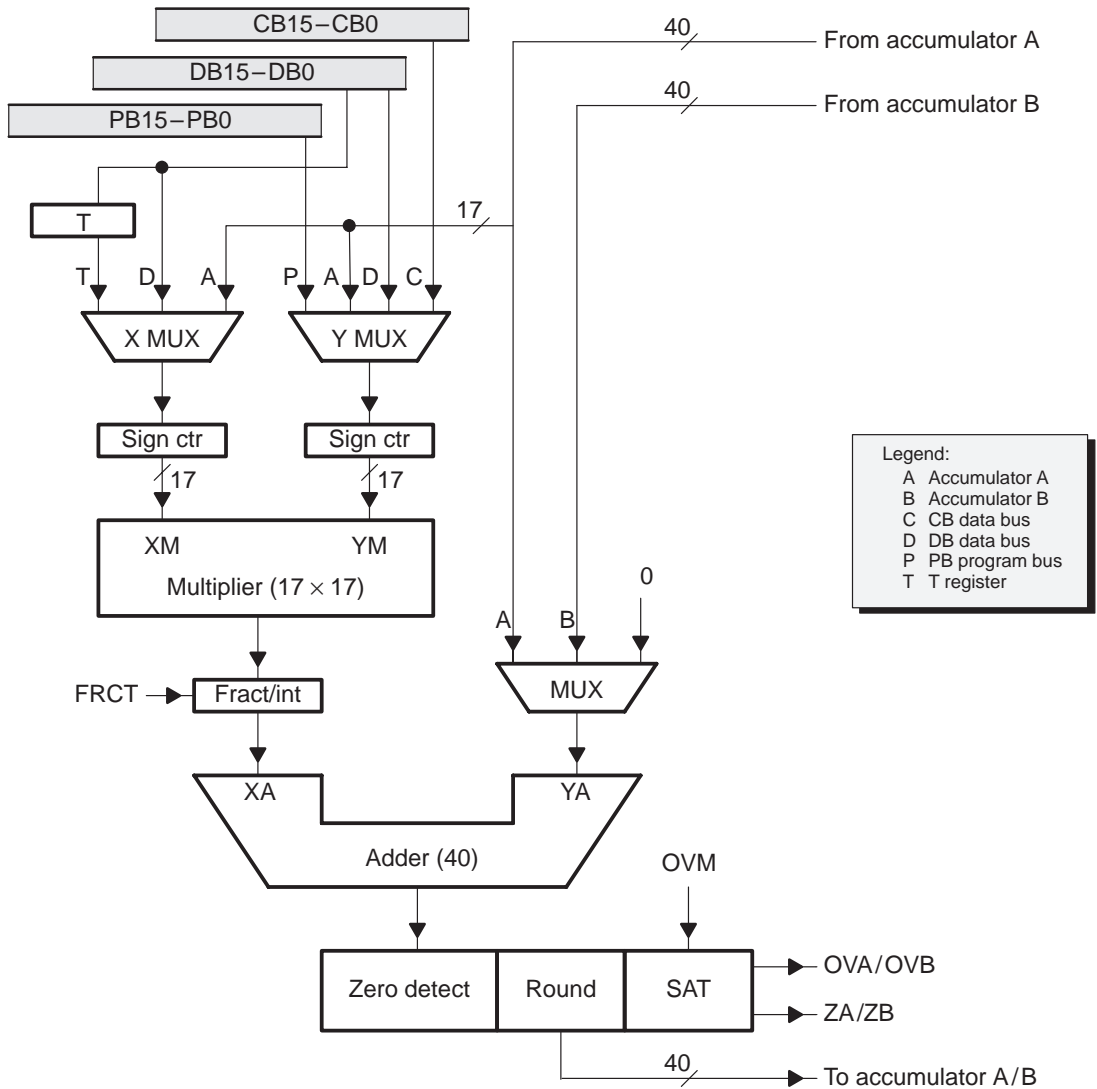 CB15–CB0
40
From accumulator A
DB15–DB0
40
From accumulator B
PB15–PB0
T
17
T D A P A D C
X MUX
Y MUX
Sign ctr
Sign ctr
17
17
Legend:
A Accumulator A
B Accumulator B
C CB data bus
D DB data bus
P PB program bus
T T register
XM
YM
Multiplier (17 × 17)
0
A
B
FRCT
Fract/int
MUX
XA
YA
Adder (40)
OVM
Zero detect
Round
SAT
OVA/OVB
ZA/ZB
40
To accumulator A/B